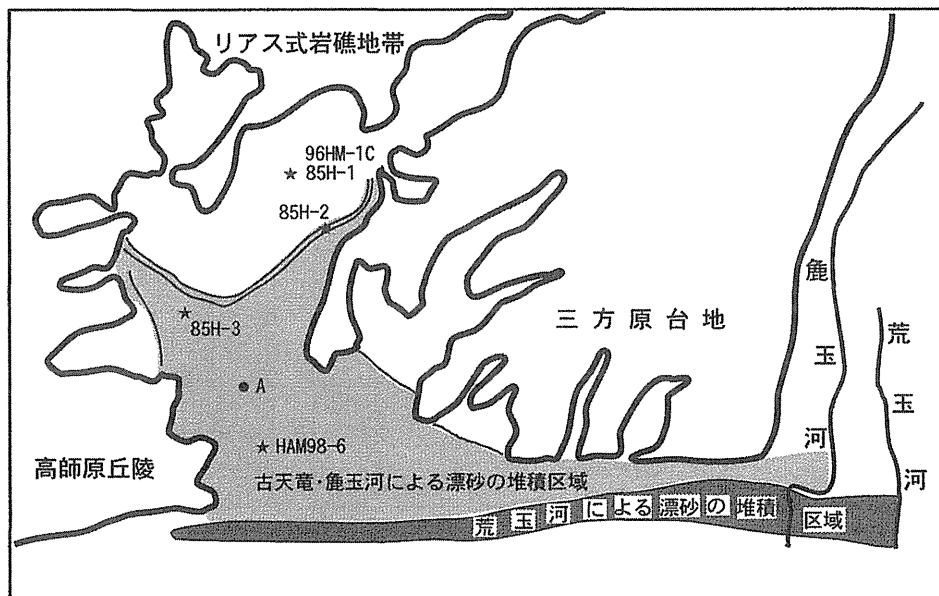 リアス式岩礁地帯
96HM-1C
85H-1
85H-2
85H-3
A
HAM98-6
三方原台地
麁玉河
荒玉河
高師原丘陵
古天竜・麁玉河による漂砂の堆積区域
荒玉河による漂砂の堆積区域